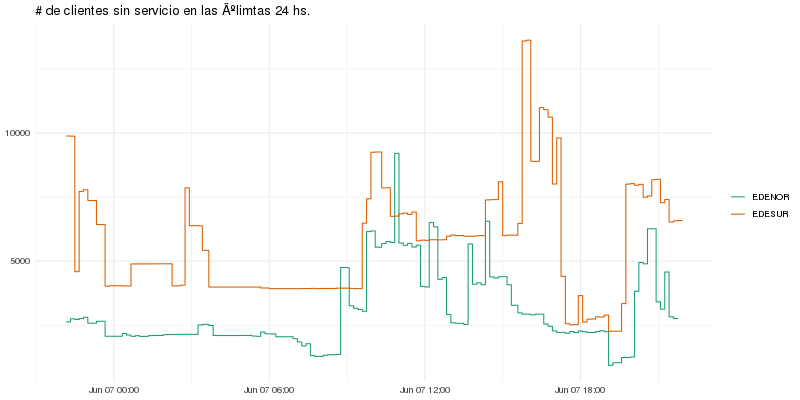 # de clientes sin servicio en las Ãºlimtas 24 hs.
10000
5000
EDENOR
EDESUR
Jun 07 00:00
Jun 07 06:00
Jun 07 12:00
Jun 07 18:00